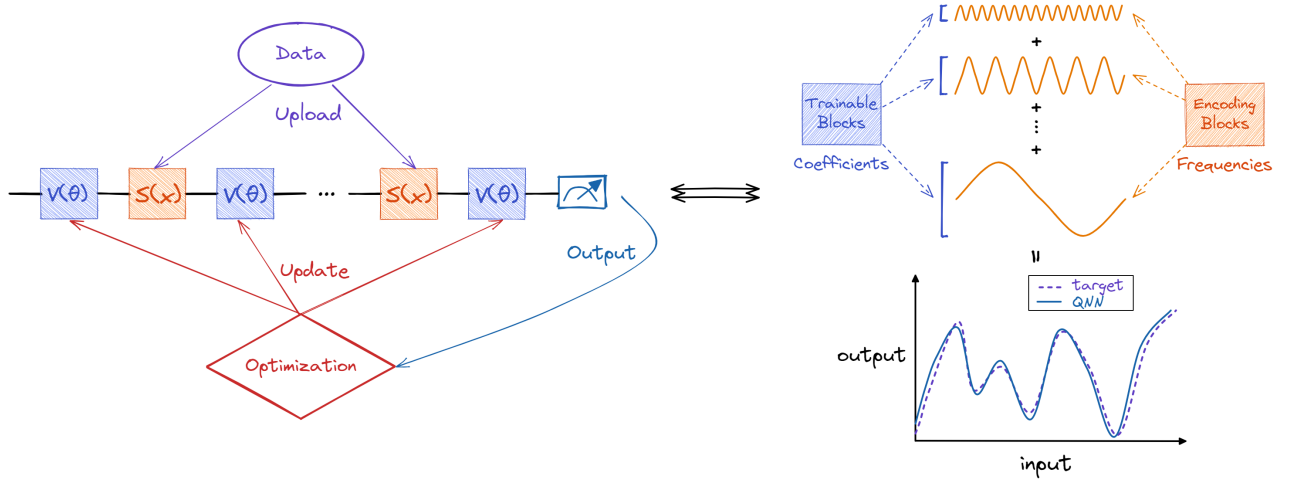 Data
Upload
V(θ)
S(x)
V(θ)
...
S(x)
V(θ)
Output
Update
Optimization
+
+
+
Trainable
Blocks
Coefficients
Encoding
Blocks
Frequencies
=
target
QNN
output
input